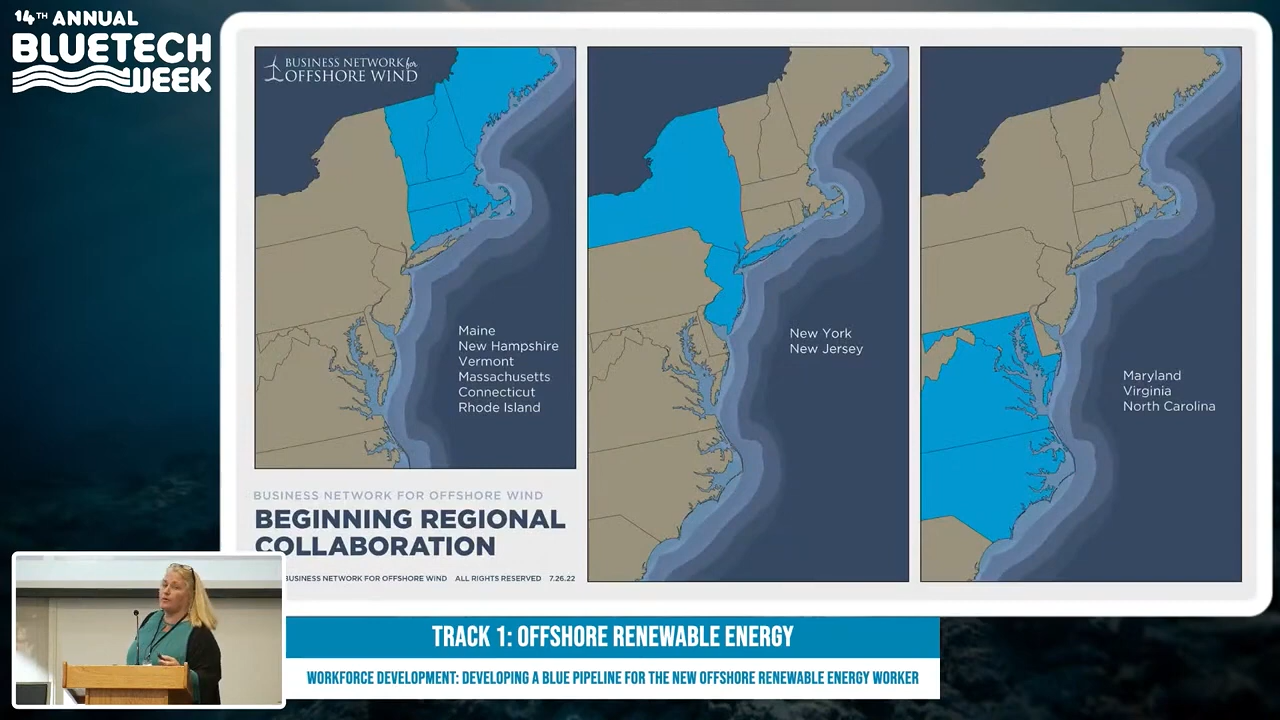 14TH ANNUAL
BLUETECH
WEEK
BUSINESS NETWORK for
OFFSHORE WIND
Maine
New Hampshire
Vermont
Massachusetts
Connecticut
Rhode Island
New York
New Jersey
Maryland
Virginia
North Carolina
BUSINESS NETWORK FOR OFFSHORE WIND
BEGINNING REGIONAL
COLLABORATION
BUSINESS NETWORK FOR OFFSHORE WIND ALL RIGHTS RESERVED 7.26.22
TRACK 1: OFFSHORE RENEWABLE ENERGY
WORKFORCE DEVELOPMENT: DEVELOPING A BLUE PIPELINE FOR THE NEW OFFSHORE RENEWABLE ENERGY WORKER